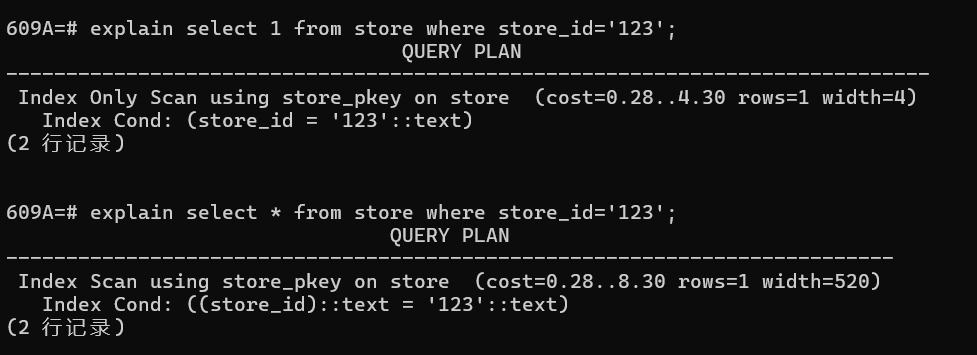 609A=# explain select 1 from store where store_id='123';
QUERY PLAN
-----------------------------------------------------------------------------
Index Only Scan using store_pkey on store  (cost=0.28..4.30 rows=1 width=4)
Index Cond: (store_id = '123'::text)
(2 行记录)
609A=# explain select * from store where store_id='123';
QUERY PLAN
--------------------------------------------------------------------------
Index Scan using store_pkey on store  (cost=0.28..8.30 rows=1 width=520)
Index Cond: ((store_id)::text = '123'::text)
(2 行记录)